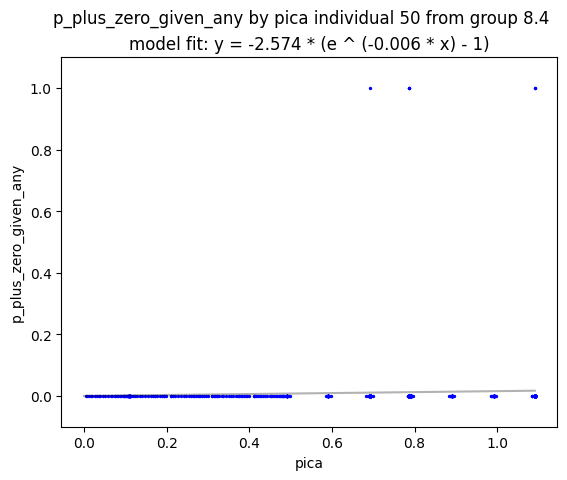 p_plus_zero_given_any by pica individual 50 from group 8.4
model fit: y = -2.574 * (e ^ (-0.006 * x) - 1)
1.0
0.8
0.6
0.4
0.2
0.0
p_plus_zero_given_any
0.0 0.2 0.4 0.6 0.8 1.0
pica